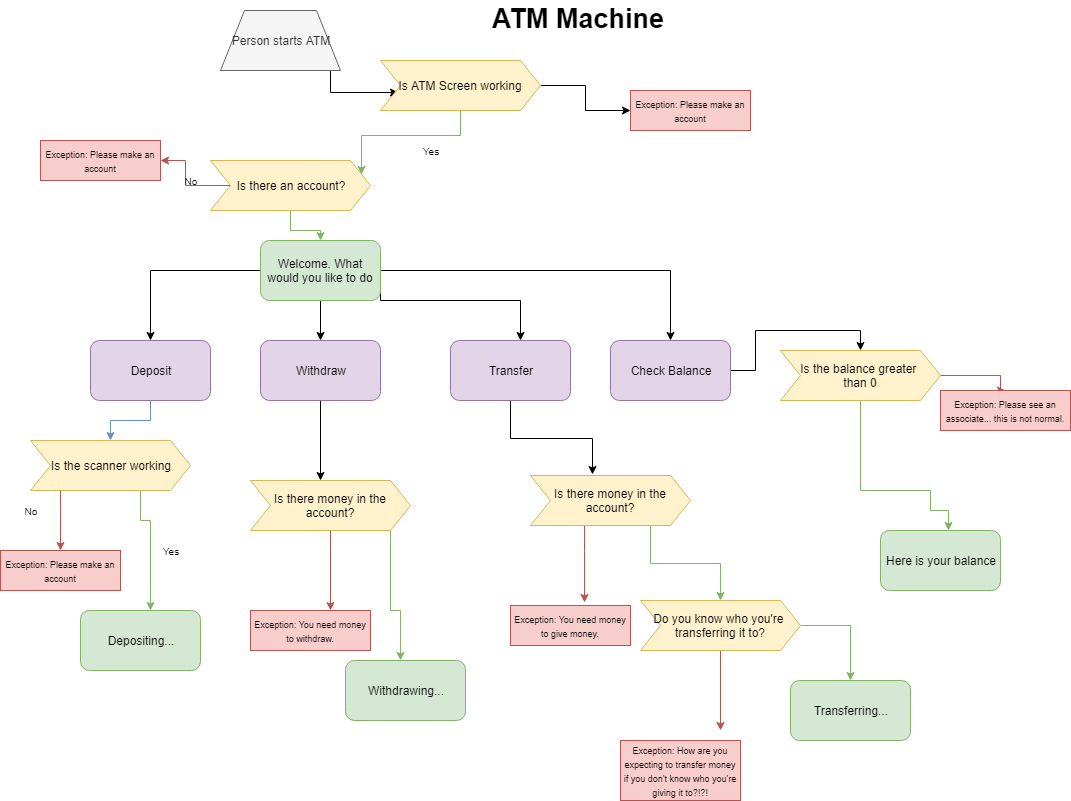 ATM Machine
Person starts ATM
Is ATM Screen working
Exception: Please make an
account
Yes
Exception: Please make an
account
No
Is there an account?
Welcome. What
would you like to do
Deposit
Withdraw
Transfer
Check Balance
Is the balance greater
than 0
Exception: Please see an
associate... this is not normal.
Is the scanner working
Is there money in the
account?
Is there money in the
account?
No
Yes
Exception: Please make an
account
Here is your balance
Depositing...
Exception: You need money
to withdraw.
Exception: You need money
to give money.
Do you know who you're
transferring it to?
Withdrawing...
Transferring...
Exception: How are you
expecting to transfer money
if you don't know who you're
giving it to?!?!